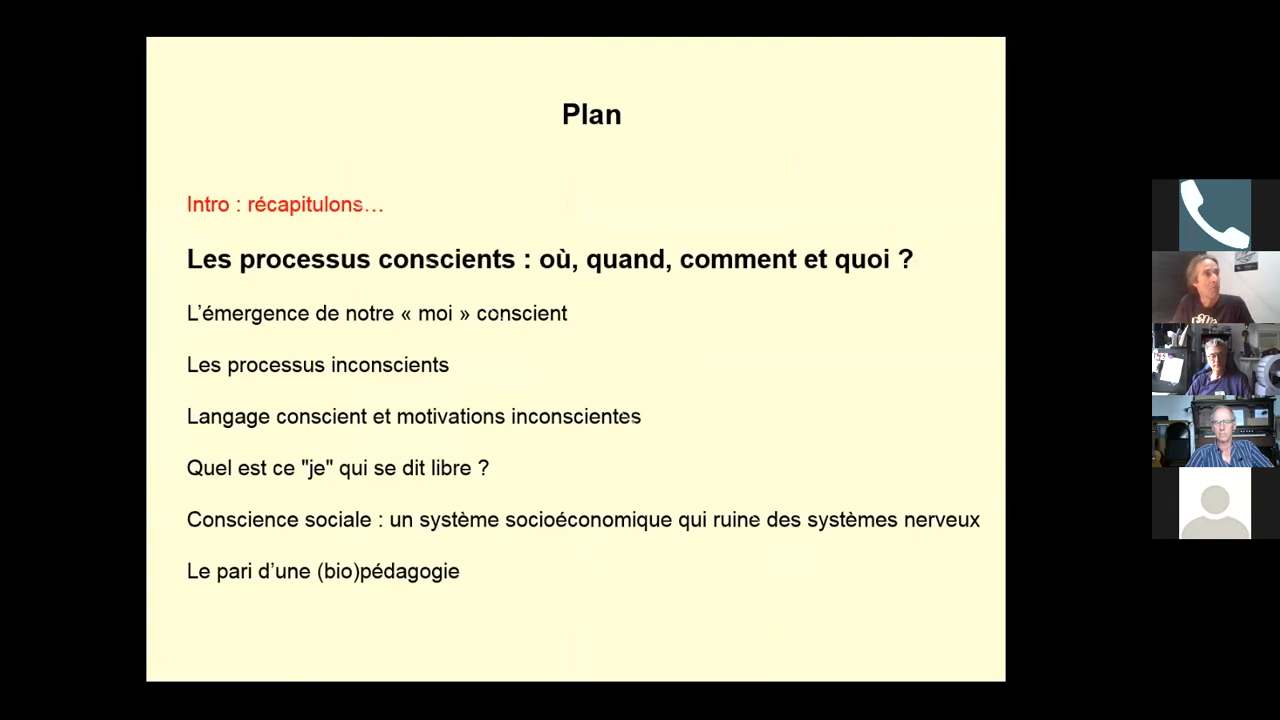 Plan
Intro : récapitulons…
Les processus conscients : où, quand, comment et quoi ?
L’émergence de notre « moi » conscient
Les processus inconscients
Langage conscient et motivations inconscientes
Quel est ce "je" qui se dit libre ?
Conscience sociale : un système socioéconomique qui ruine des systèmes nerveux
Le pari d’une (bio)pédagogie